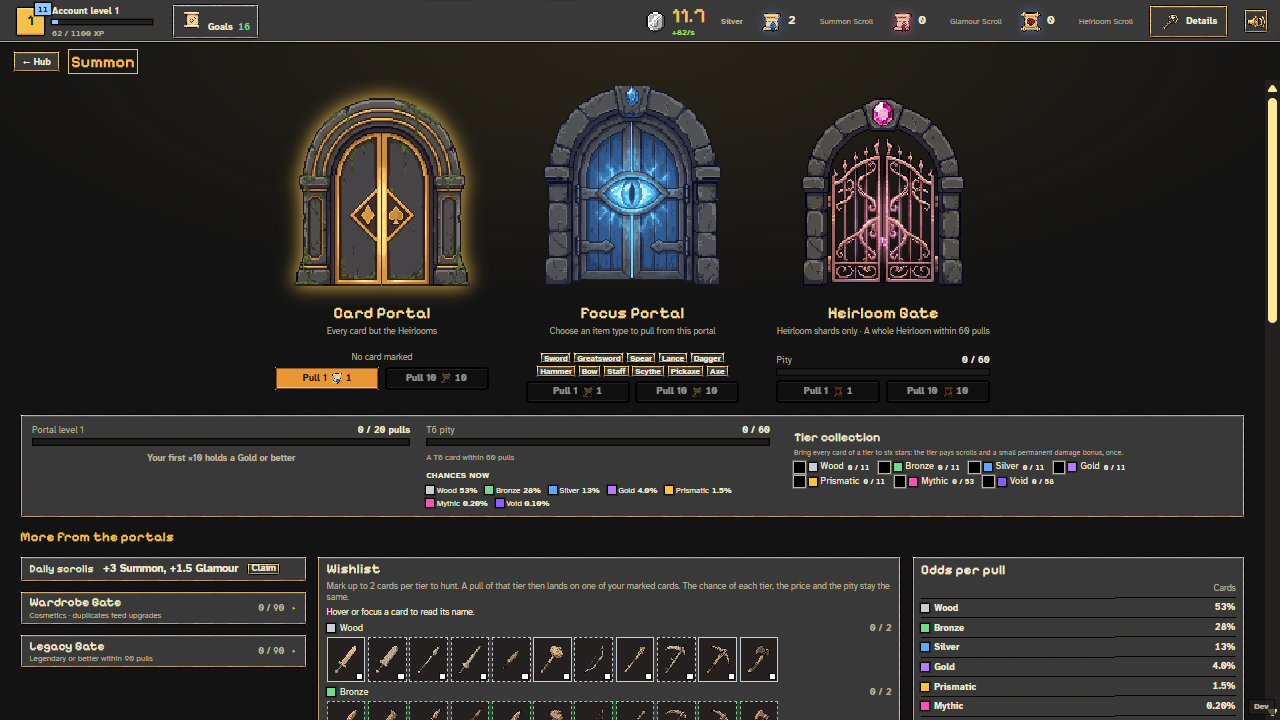 1
11
Account level 1
62 / 1100 XP
Goals 16
11.7
+82/s
Silver
2
Summon Scroll
0
Glamour Scroll
0
Heirloom Scroll
Details
← Hub
Summon
Card Portal
Every card but the Heirlooms
No card marked
Pull 1 1
Pull 10 10
Focus Portal
Choose an item type to pull from this portal
Sword Greatsword Spear Lance Dagger
Hammer Bow Staff Scythe Pickaxe Axe
Pull 1 1
Pull 10 10
Heirloom Gate
Heirloom shards only · A whole Heirloom within 60 pulls
Pity 0 / 60
Pull 1 1
Pull 10 10
Portal level 1 0 / 20 pulls
Your first ×10 holds a Gold or better
T6 pity 0 / 60
A T6 card within 60 pulls
CHANCES NOW
Wood 53% Bronze 28% Silver 13% Gold 4.0% Prismatic 1.5%
Mythic 0.20% Void 0.10%
Tier collection
Bring every card of a tier to six stars: the tier pays scrolls and a small permanent damage bonus, once.
Wood 0 / 11 Bronze 0 / 11 Silver 0 / 11 Gold 0 / 11
Prismatic 0 / 11 Mythic 0 / 53 Void 0 / 58
More from the portals
Daily scrolls +3 Summon, +1.5 Glamour Claim
Wardrobe Gate
Cosmetics · duplicates feed upgrades
0 / 90
Legacy Gate
Legendary or better within 90 pulls
0 / 90
Wishlist
Mark up to 2 cards per tier to hunt. A pull of that tier then lands on one of your marked cards. The chance of each tier, the price and the pity stay the
same.
Hover or focus a card to read its name.
Wood 0 / 2
Bronze 0 / 2
Odds per pull
Cards
Wood 53%
Bronze 28%
Silver 13%
Gold 4.0%
Prismatic 1.5%
Mythic 0.20%
Dev